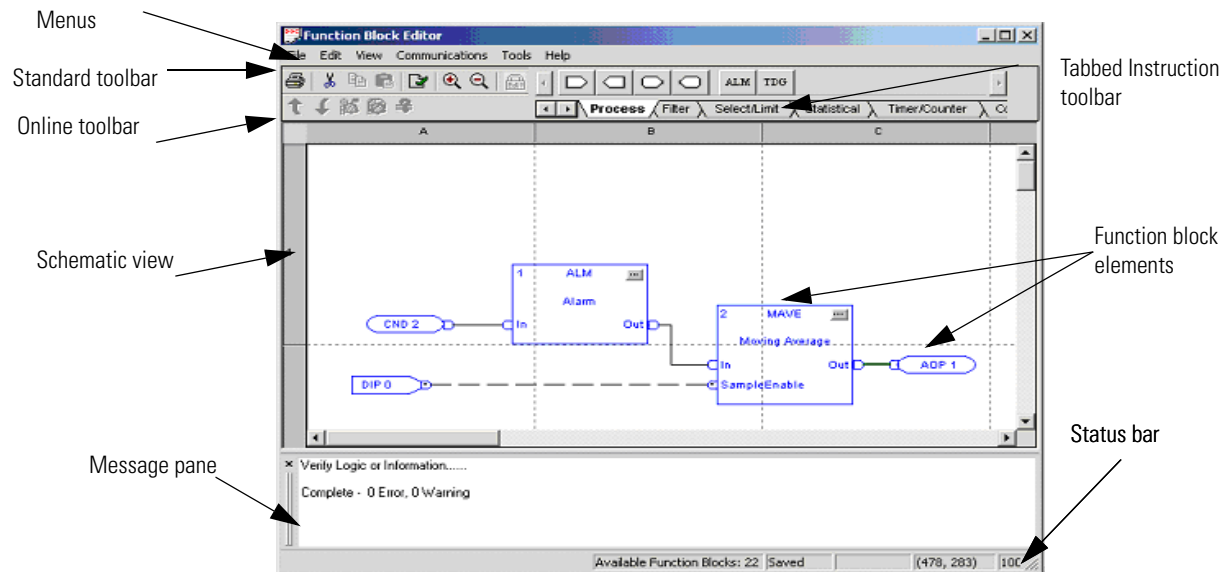 Menus
Standard toolbar
Online toolbar
Schematic view
Message pane
Tabbed Instruction
toolbar
Function block
elements
Status bar
Function Block Editor
File Edit View Communications Tools Help
ALM TDG
Process Filter Select/Limit Statistical Timer/Counter
A B C
1 ALM
Alarm
CND 2
In Out
2 MAVE
Moving Average
In Out
AOP 1
DIP 0
SampleEnable
Verify Logic or Information......
Complete - 0 Error, 0 Warning
Available Function Blocks: 22 Saved (478, 283)